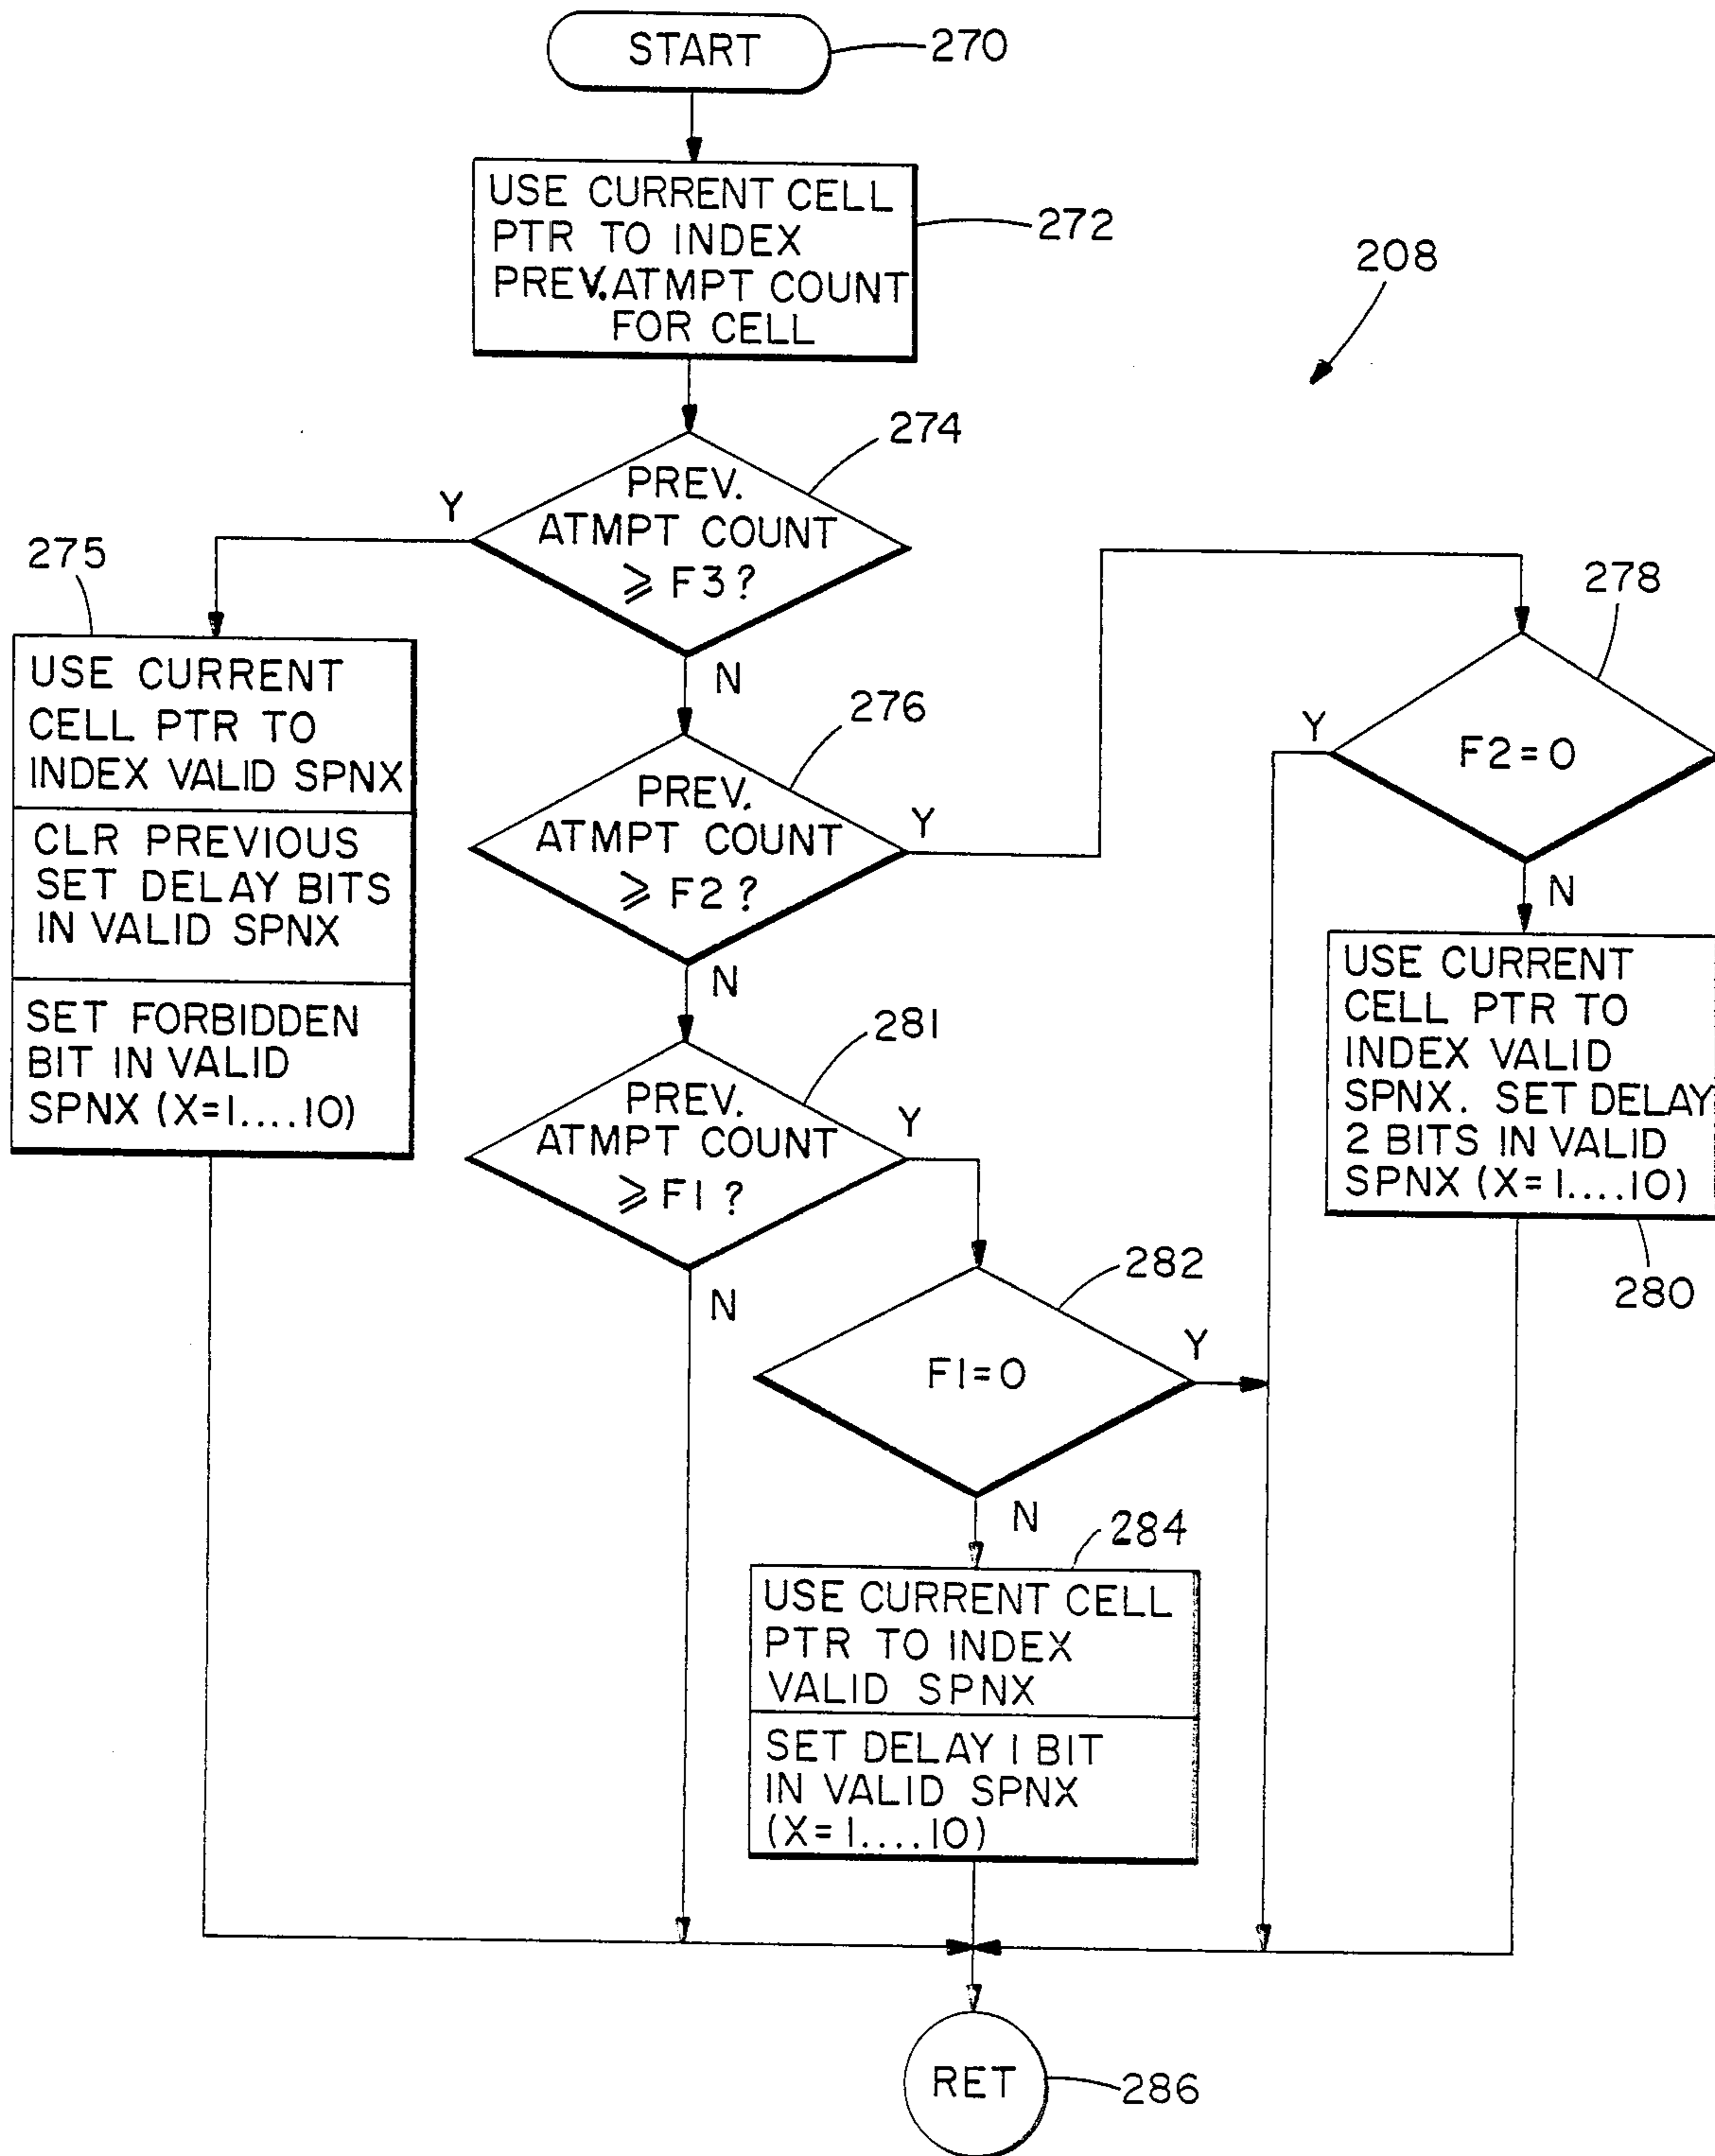 START
270
USE CURRENT CELL
PTR TO INDEX
PREV. ATMPT COUNT
FOR CELL
272
208
PREV.
ATMPT COUNT
⩾ F3?
274
Y
N
275
USE CURRENT
CELL PTR TO
INDEX VALID SPNX
CLR PREVIOUS
SET DELAY BITS
IN VALID SPNX
SET FORBIDDEN
BIT IN VALID
SPNX (X=1....10)
PREV.
ATMPT COUNT
⩾ F2?
276
Y
N
F2=0
278
Y
N
USE CURRENT
CELL PTR TO
INDEX VALID
SPNX. SET DELAY
2 BITS IN VALID
SPNX (X=1....10)
280
PREV.
ATMPT COUNT
⩾ F1?
281
Y
N
F1=0
282
Y
N
284
USE CURRENT CELL
PTR TO INDEX
VALID SPNX
SET DELAY 1 BIT
IN VALID SPNX
(X=1....10)
RET
286